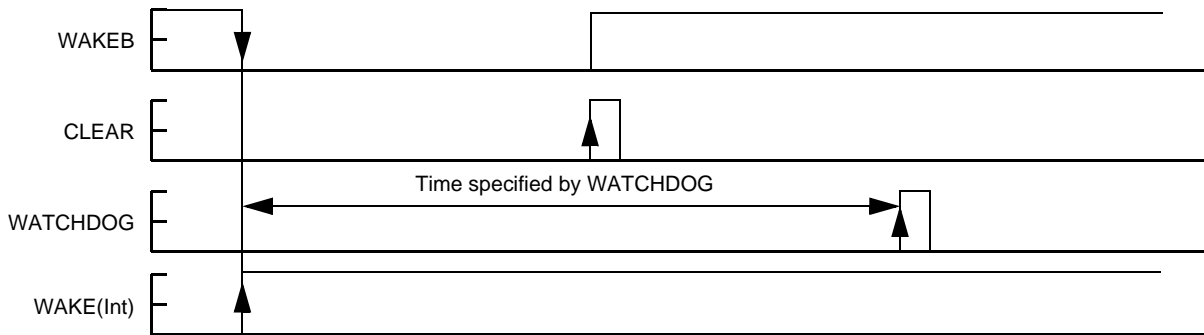 WAKEB
CLEAR
Time specified by WATCHDOG
WATCHDOG
WAKE(Int)